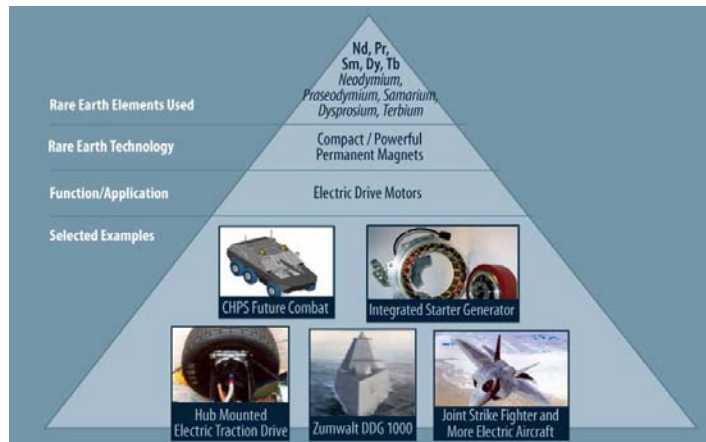 Nd, Pr,
Sm, Dy, Tb
Neodymium,
Praseodymium, Samarium,
Dysprosium, Terbium
Rare Earth Elements Used
Rare Earth Technology
Compact / Powerful
Permanent Magnets
Function/Application
Electric Drive Motors
Selected Examples
CHPS Future Combat
Integrated Starter Generator
Hub Mounted
Electric Traction Drive
Zumwalt DDG 1000
Joint Strike Fighter and
More Electric Aircraft